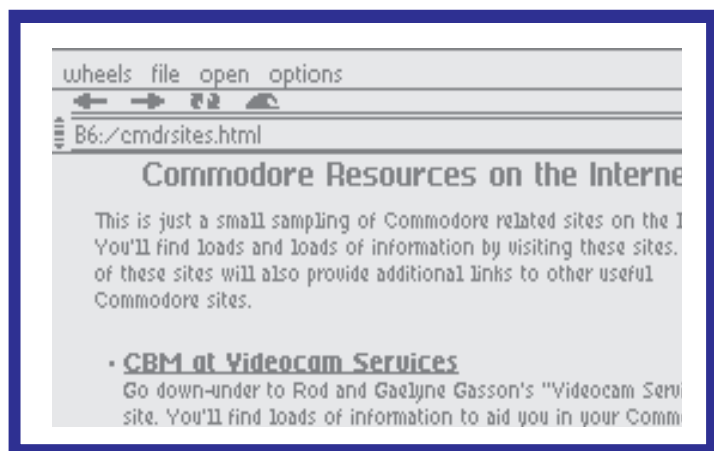 wheels file open options
B6:/cmdrsites.html
Commodore Resources on the Interne
This is just a small sampling of Commodore related sites on the I
You'll find loads and loads of information by visiting these sites.
of these sites will also provide additional links to other useful
Commodore sites.
· CBM at Videocam Services
Go down-under to Rod and Gaelyne Gasson's "Videocam Servi
site. You'll find loads of information to aid you in your Comm